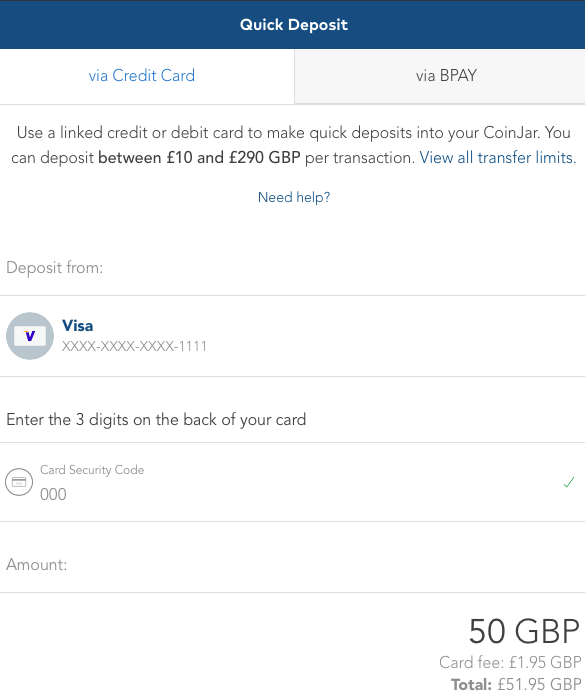 Quick Deposit
via Credit Card
via BPAY
Use a linked credit or debit card to make quick deposits into your CoinJar. You
can deposit between £10 and £290 GBP per transaction. View all transfer limits.
Need help?
Deposit from:
V
Visa
XXXX-XXXX-XXXX-1111
Enter the 3 digits on the back of your card
Card Security Code
000
Amount:
50 GBP
Card fee: £1.95 GBP
Total: £51.95 GBP